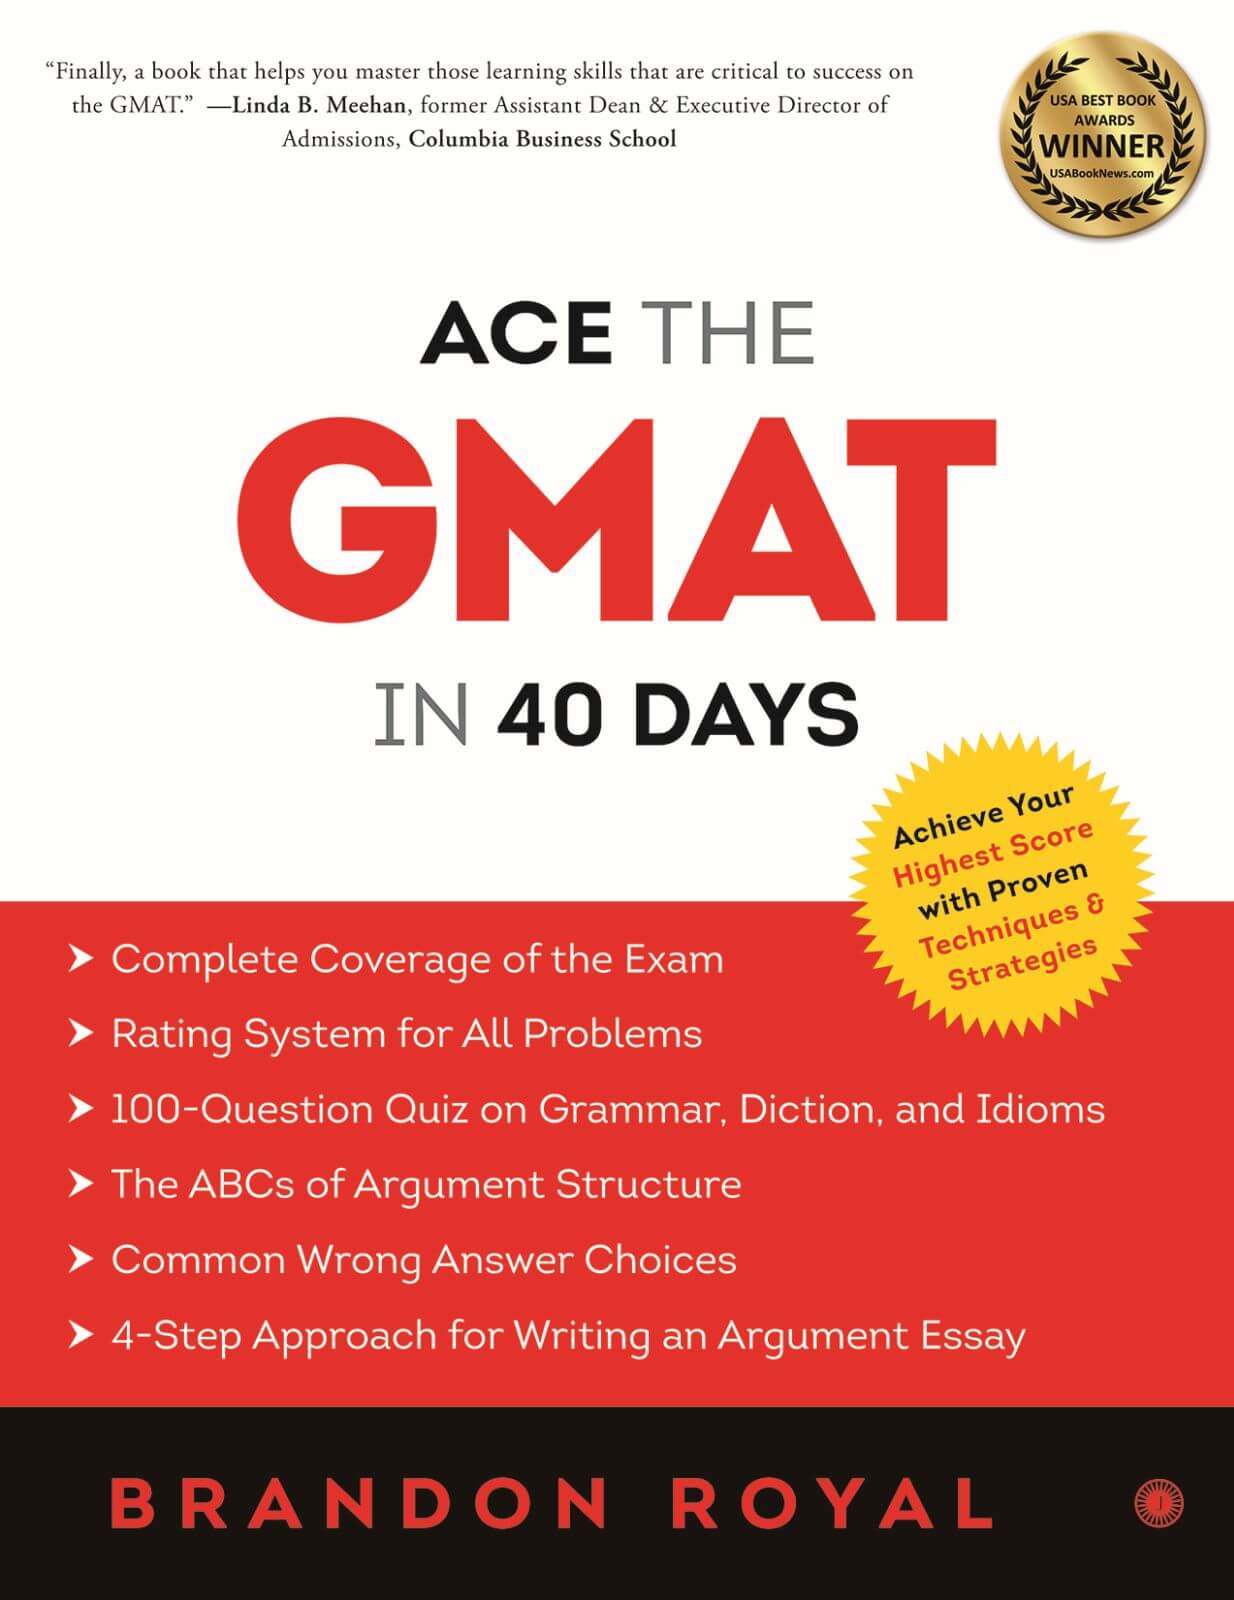 “Finally, a book that helps you master those learning skills that are critical to success on
the GMAT.” —Linda B. Meehan, former Assistant Dean & Executive Director of
Admissions, Columbia Business School
USA BEST BOOK
AWARDS
WINNER
USABookNews.com
ACE THE
GMAT
IN 40 DAYS
Achieve Your
Highest Score
with Proven
Techniques &
Strategies
➤ Complete Coverage of the Exam
➤ Rating System for All Problems
➤ 100-Question Quiz on Grammar, Diction, and Idioms
➤ The ABCs of Argument Structure
➤ Common Wrong Answer Choices
➤ 4-Step Approach for Writing an Argument Essay
BRANDON ROYAL
J